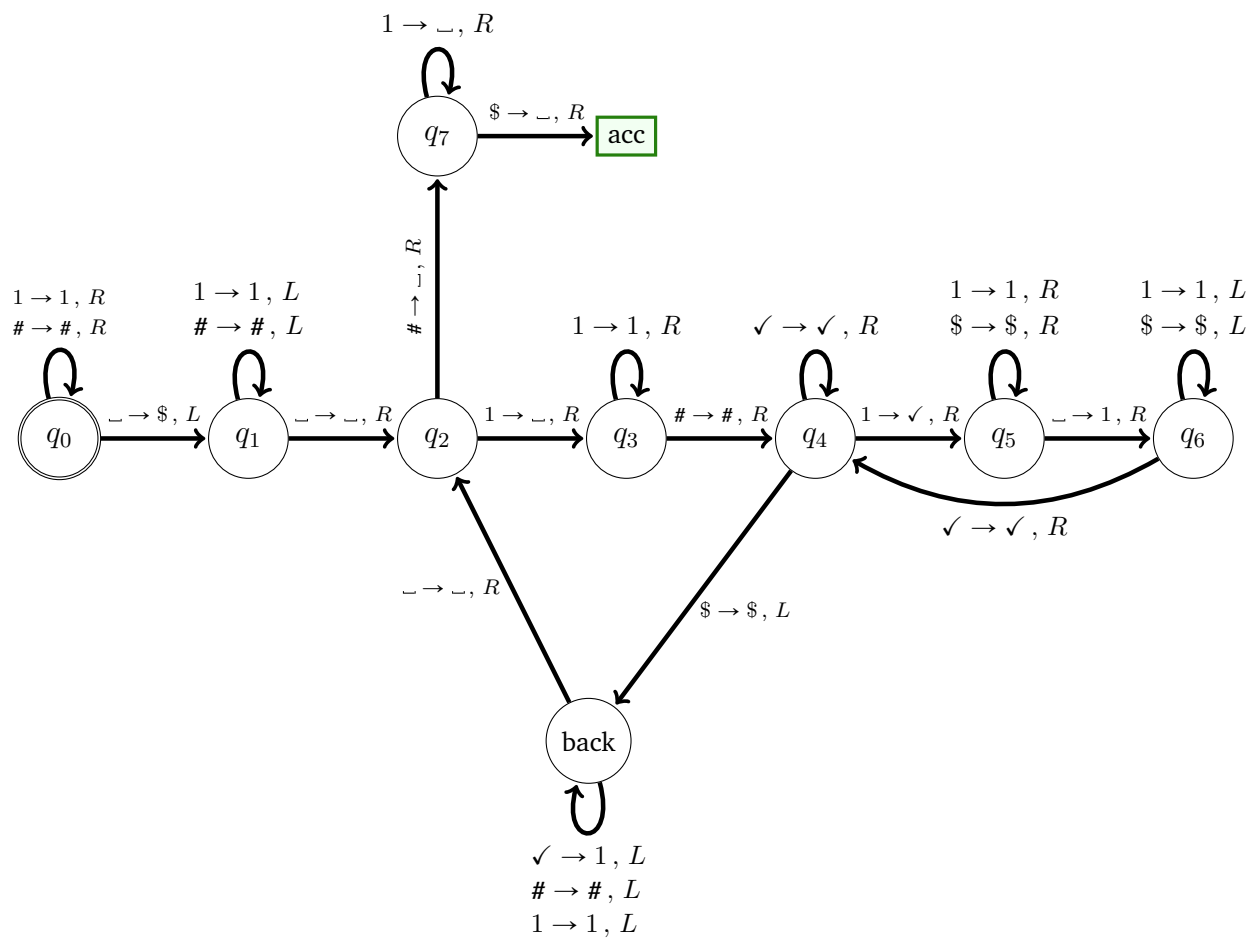 1 → ␣ , R
$ → ␣ , R
q7
acc
# → ␣ , R
1 → 1 , R
# → # , R
1 → 1 , L
# → # , L
1 → 1 , R
✓ → ✓ , R
1 → 1 , R
$ → $ , R
1 → 1 , L
$ → $ , L
q0
␣ → $ , L
q1
␣ → ␣ , R
q2
1 → ␣ , R
q3
# → # , R
q4
1 → ✓ , R
q5
␣ → 1 , R
q6
✓ → ✓ , R
␣ → ␣ , R
$ → $ , L
back
✓ → 1 , L
# → # , L
1 → 1 , L